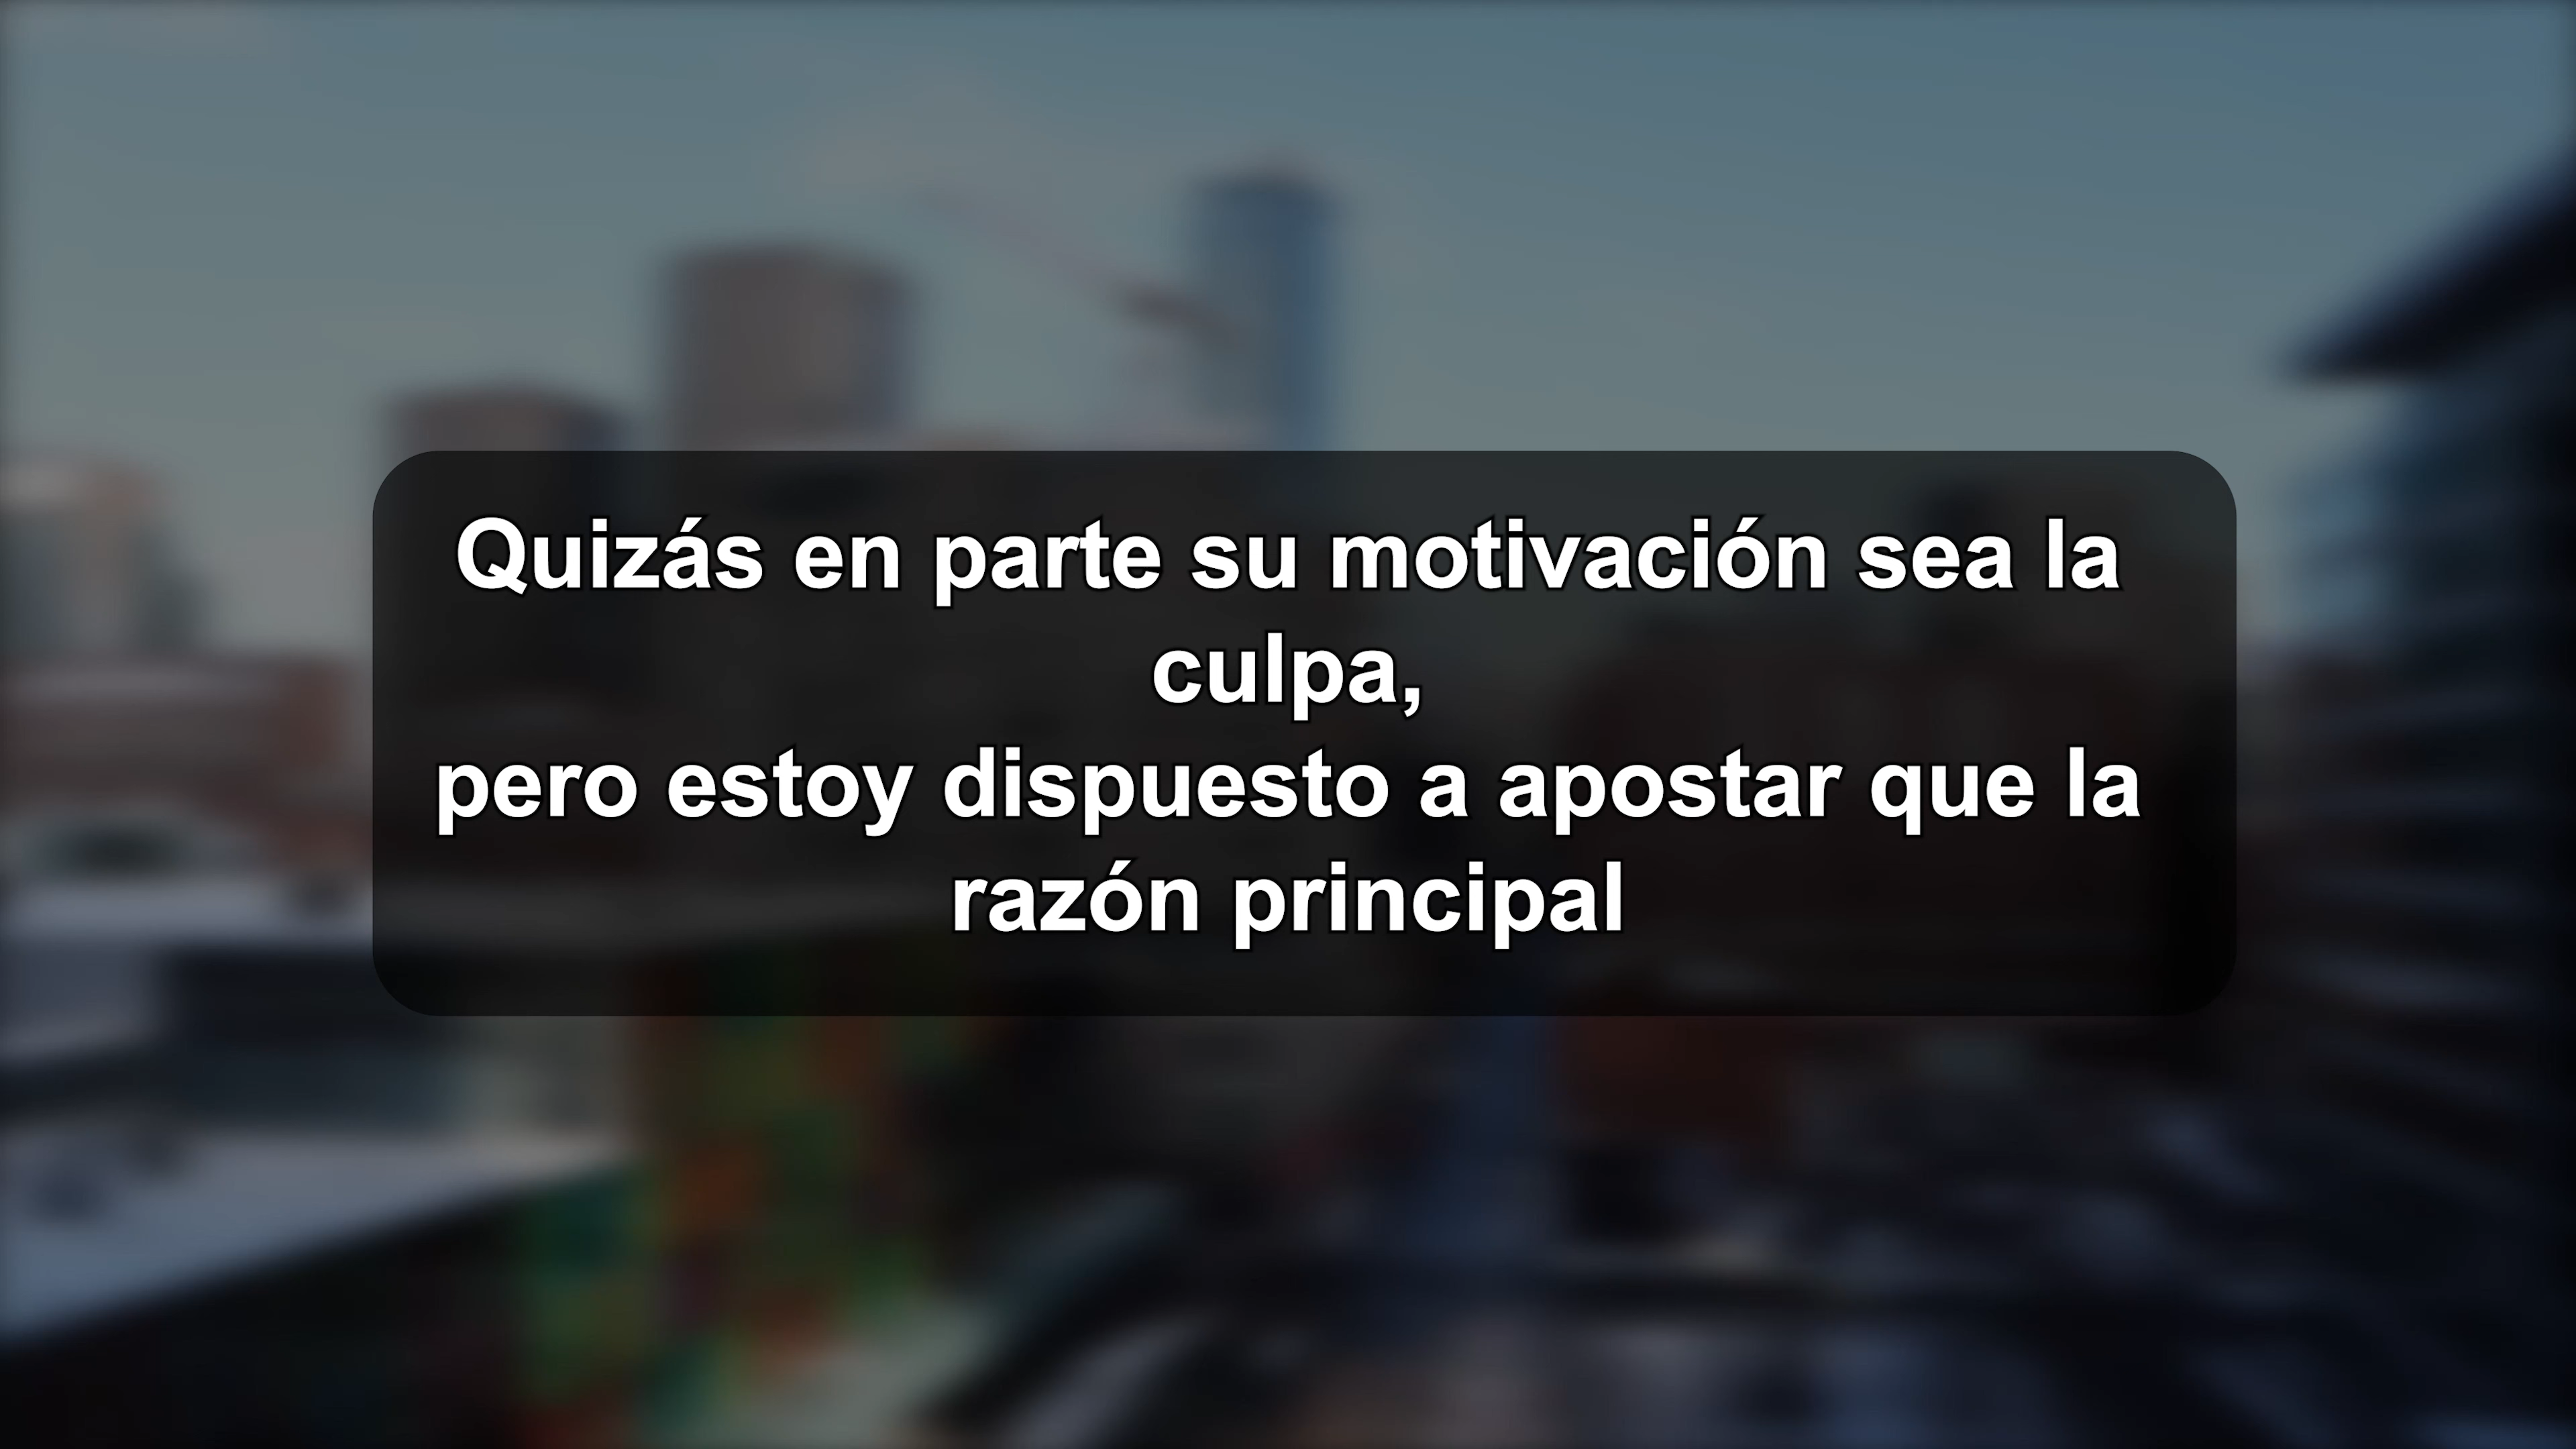 Quizás en parte su motivación sea la
culpa,
pero estoy dispuesto a apostar que la
razón principal